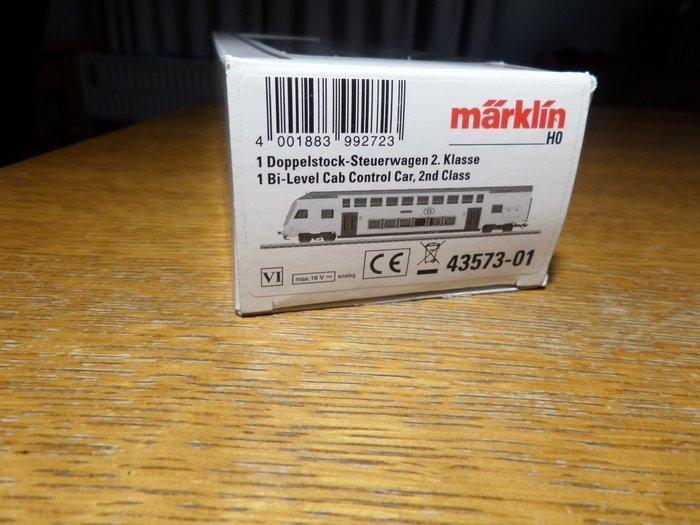 märklin
H0
4 001883 992723
1 Doppelstock-Steuerwagen 2. Klasse
1 Bi-Level Cab Control Car, 2nd Class
VI
max.16 V ~
analog
CE
43573-01